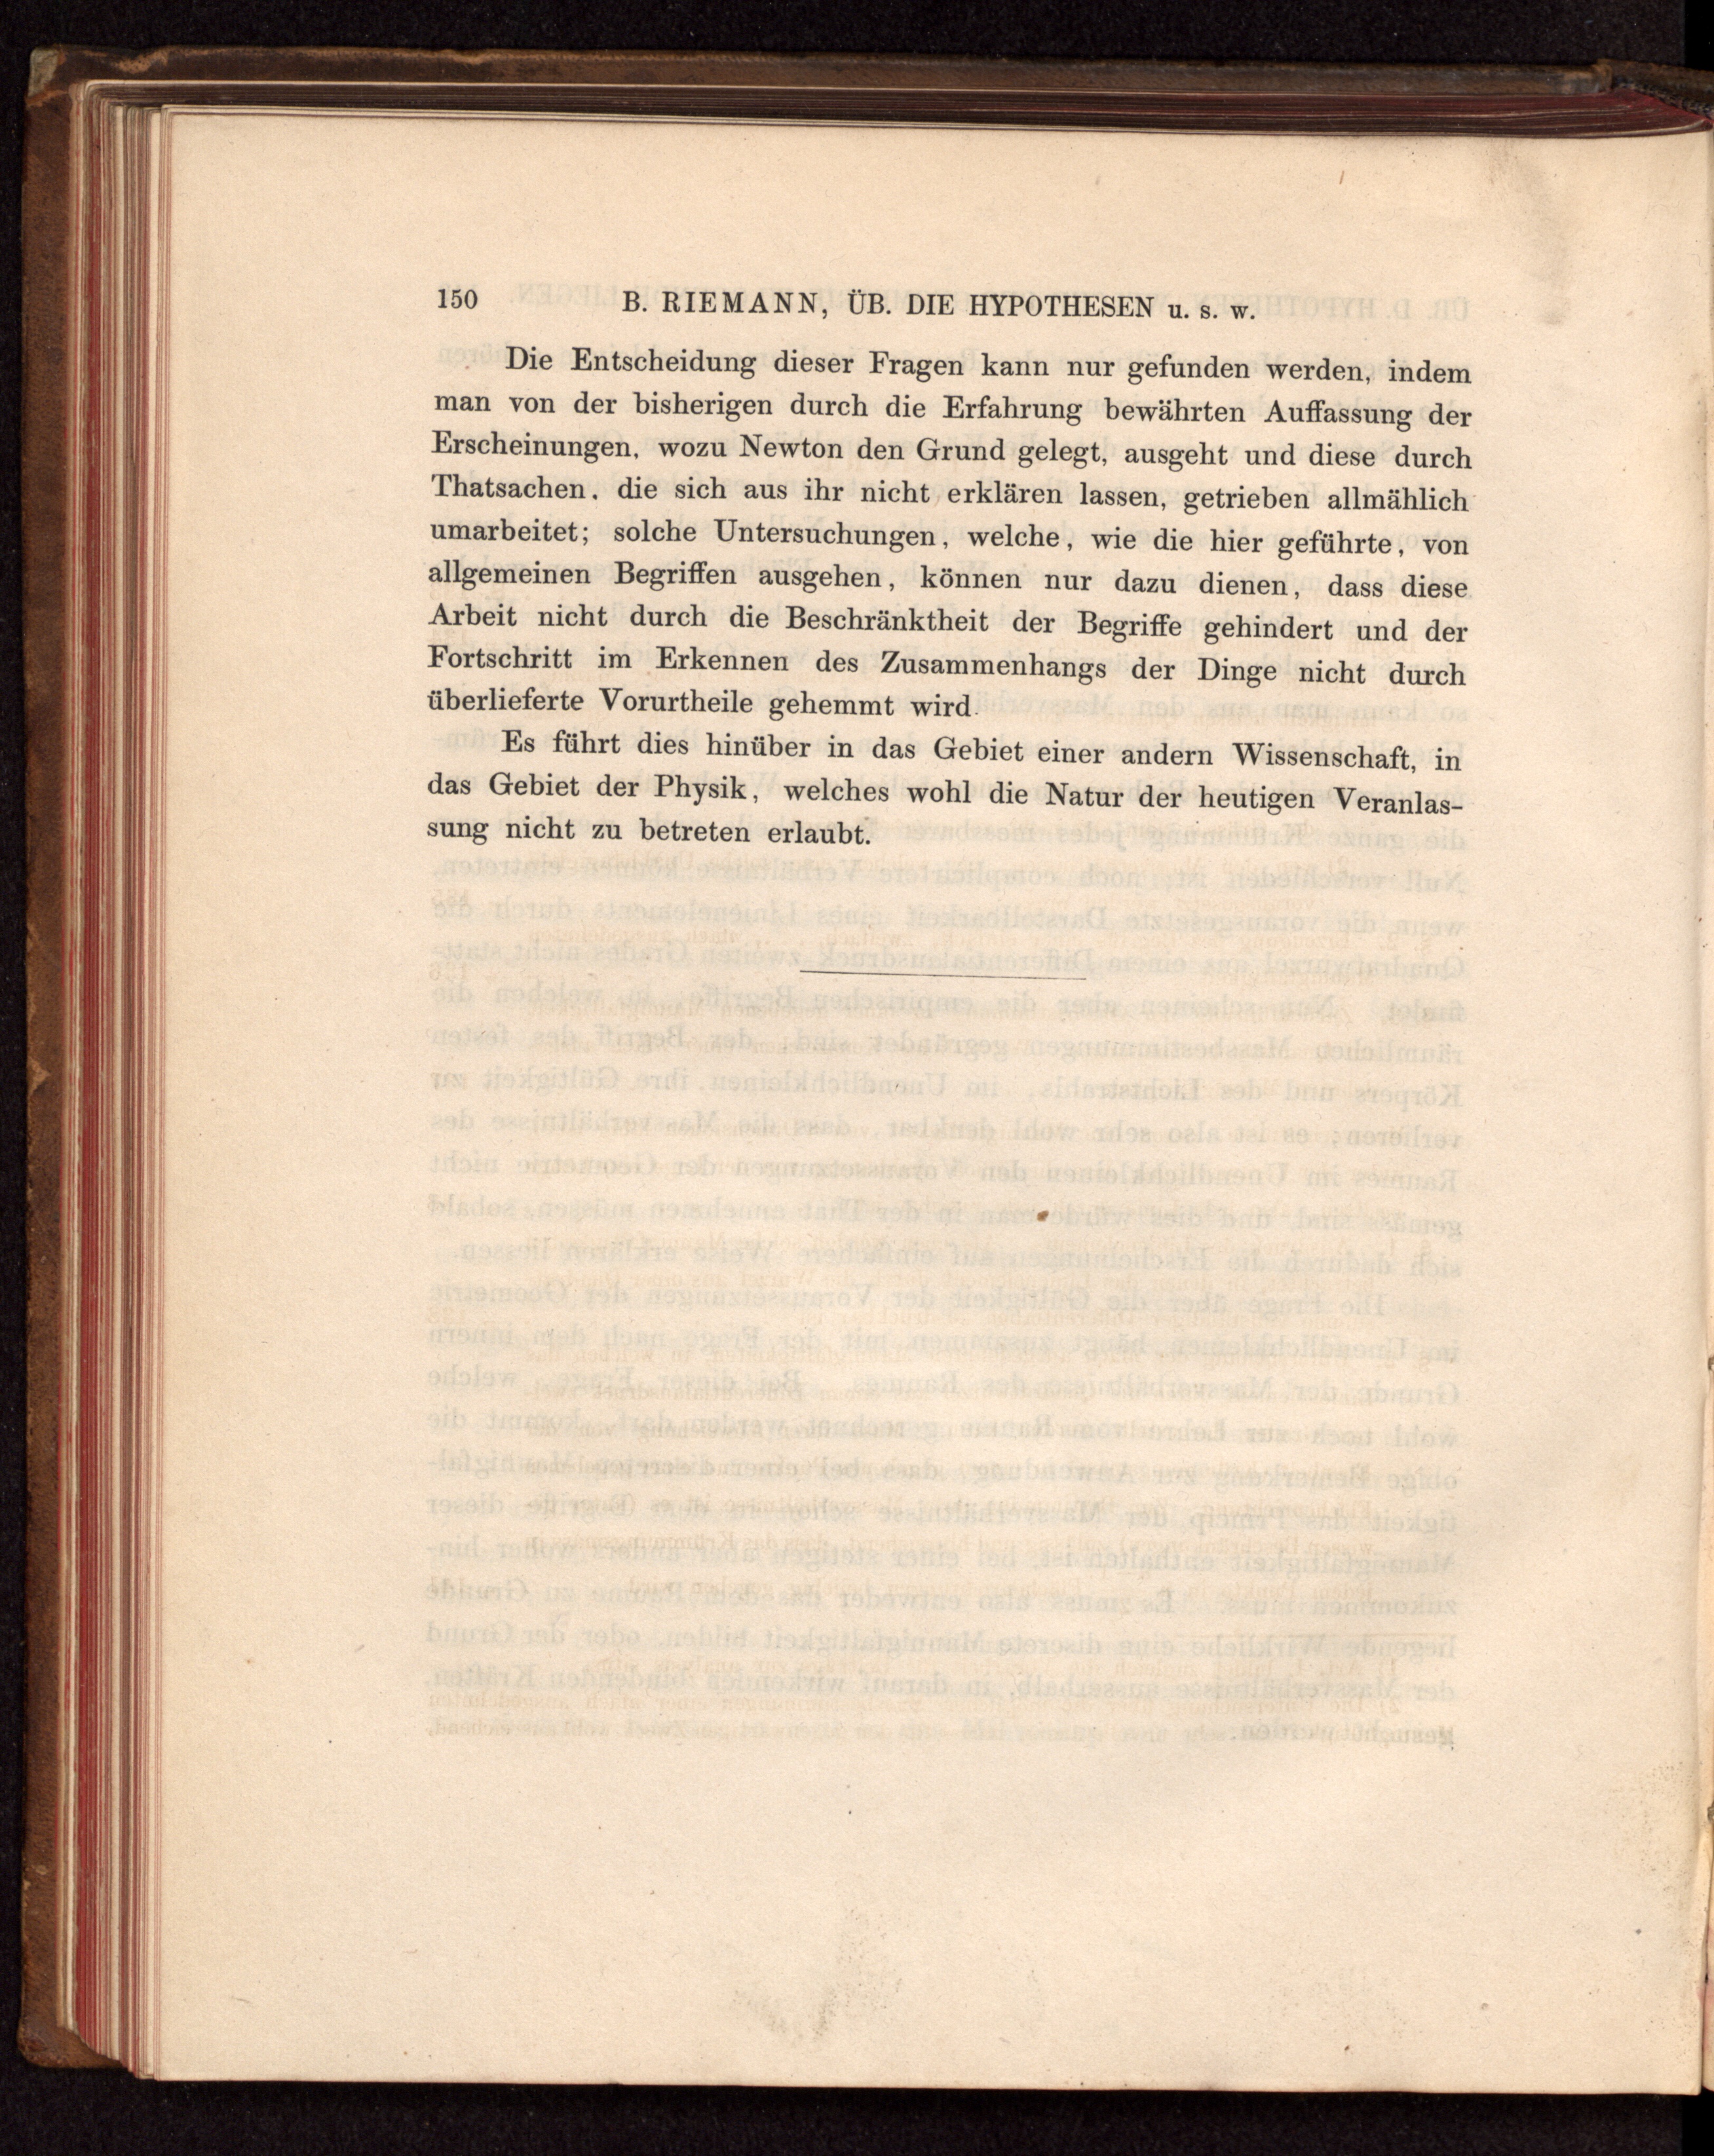 150 B. RIEMANN, ÜB. DIE HYPOTHESEN u. s. w.
Die Entscheidung dieser Fragen kann nur gefunden werden, indem
man von der bisherigen durch die Erfahrung bewährten Auffassung der
Erscheinungen, wozu Newton den Grund gelegt, ausgeht und diese durch
Thatsachen. die sich aus ihr nicht erklären lassen, getrieben allmählich
umarbeitet; solche Untersuchungen, welche, wie die hier geführte, von
allgemeinen Begriffen ausgehen, können nur dazu dienen, dass diese
Arbeit nicht durch die Beschränktheit der Begriffe gehindert und der
Fortschritt im Erkennen des Zusammenhangs der Dinge nicht durch
überlieferte Vorurtheile gehemmt wird.
Es führt dies hinüber in das Gebiet einer andern Wissenschaft, in
das Gebiet der Physik, welches wohl die Natur der heutigen Veranlas-
sung nicht zu betreten erlaubt.